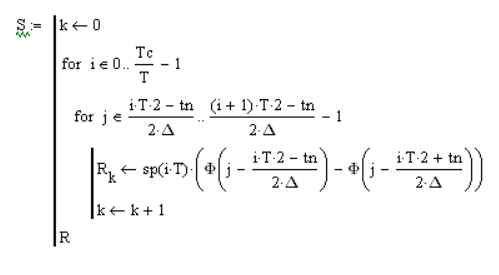 S := k ← 0
for i ∈ 0.. Tc/T − 1
for j ∈ (i·T·2 − tn)/(2·Δ) .. ((i + 1)·T·2 − tn)/(2·Δ) − 1
R_k ← sp(i·T)·(Φ(j − (i·T·2 − tn)/(2·Δ)) − Φ(j − (i·T·2 + tn)/(2·Δ)))
k ← k + 1
R